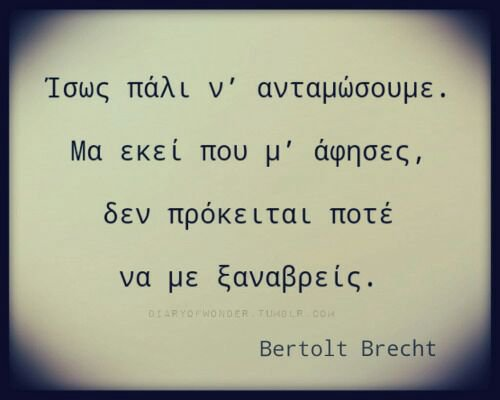 Ίσως πάλι ν’ ανταμώσουμε.
Μα εκεί που μ’ άφησες,
δεν πρόκειται ποτέ
να με ξαναβρείς.
DIARYOFWONDER.TUMBLR.COM
Bertolt Brecht